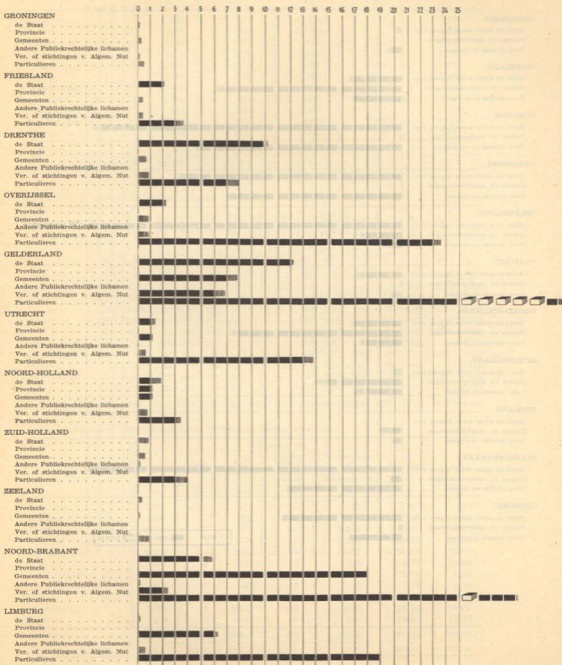 0 1 2 3 4 5 6 7 8 9 10 11 12 13 14 15 16 17 18 19 20 21 22 23 24 25
GRONINGEN
de Staat
Provincie
Gemeenten
Andere Publiekrechtelijke lichamen
Ver. of stichtingen v. Algem. Nut
Particulieren
FRIESLAND
de Staat
Provincie
Gemeenten
Andere Publiekrechtelijke lichamen
Ver. of stichtingen v. Algem. Nut
Particulieren
DRENTHE
de Staat
Provincie
Gemeenten
Andere Publiekrechtelijke lichamen
Ver. of stichtingen v. Algem. Nut
Particulieren
OVERIJSSEL
de Staat
Provincie
Gemeenten
Andere Publiekrechtelijke lichamen
Ver. of stichtingen v. Algem. Nut
Particulieren
GELDERLAND
de Staat
Provincie
Gemeenten
Andere Publiekrechtelijke lichamen
Ver. of stichtingen v. Algem. Nut
Particulieren
UTRECHT
de Staat
Provincie
Gemeenten
Andere Publiekrechtelijke lichamen
Ver. of stichtingen v. Algem. Nut
Particulieren
NOORD-HOLLAND
de Staat
Provincie
Gemeenten
Andere Publiekrechtelijke lichamen
Ver. of stichtingen v. Algem. Nut
Particulieren
ZUID-HOLLAND
de Staat
Provincie
Gemeenten
Andere Publiekrechtelijke lichamen
Ver. of stichtingen v. Algem. Nut
Particulieren
ZEELAND
de Staat
Provincie
Gemeenten
Andere Publiekrechtelijke lichamen
Ver. of stichtingen v. Algem. Nut
Particulieren
NOORD-BRABANT
de Staat
Provincie
Gemeenten
Andere Publiekrechtelijke lichamen
Ver. of stichtingen v. Algem. Nut
Particulieren
LIMBURG
de Staat
Provincie
Gemeenten
Andere Publiekrechtelijke lichamen
Ver. of stichtingen v. Algem. Nut
Particulieren